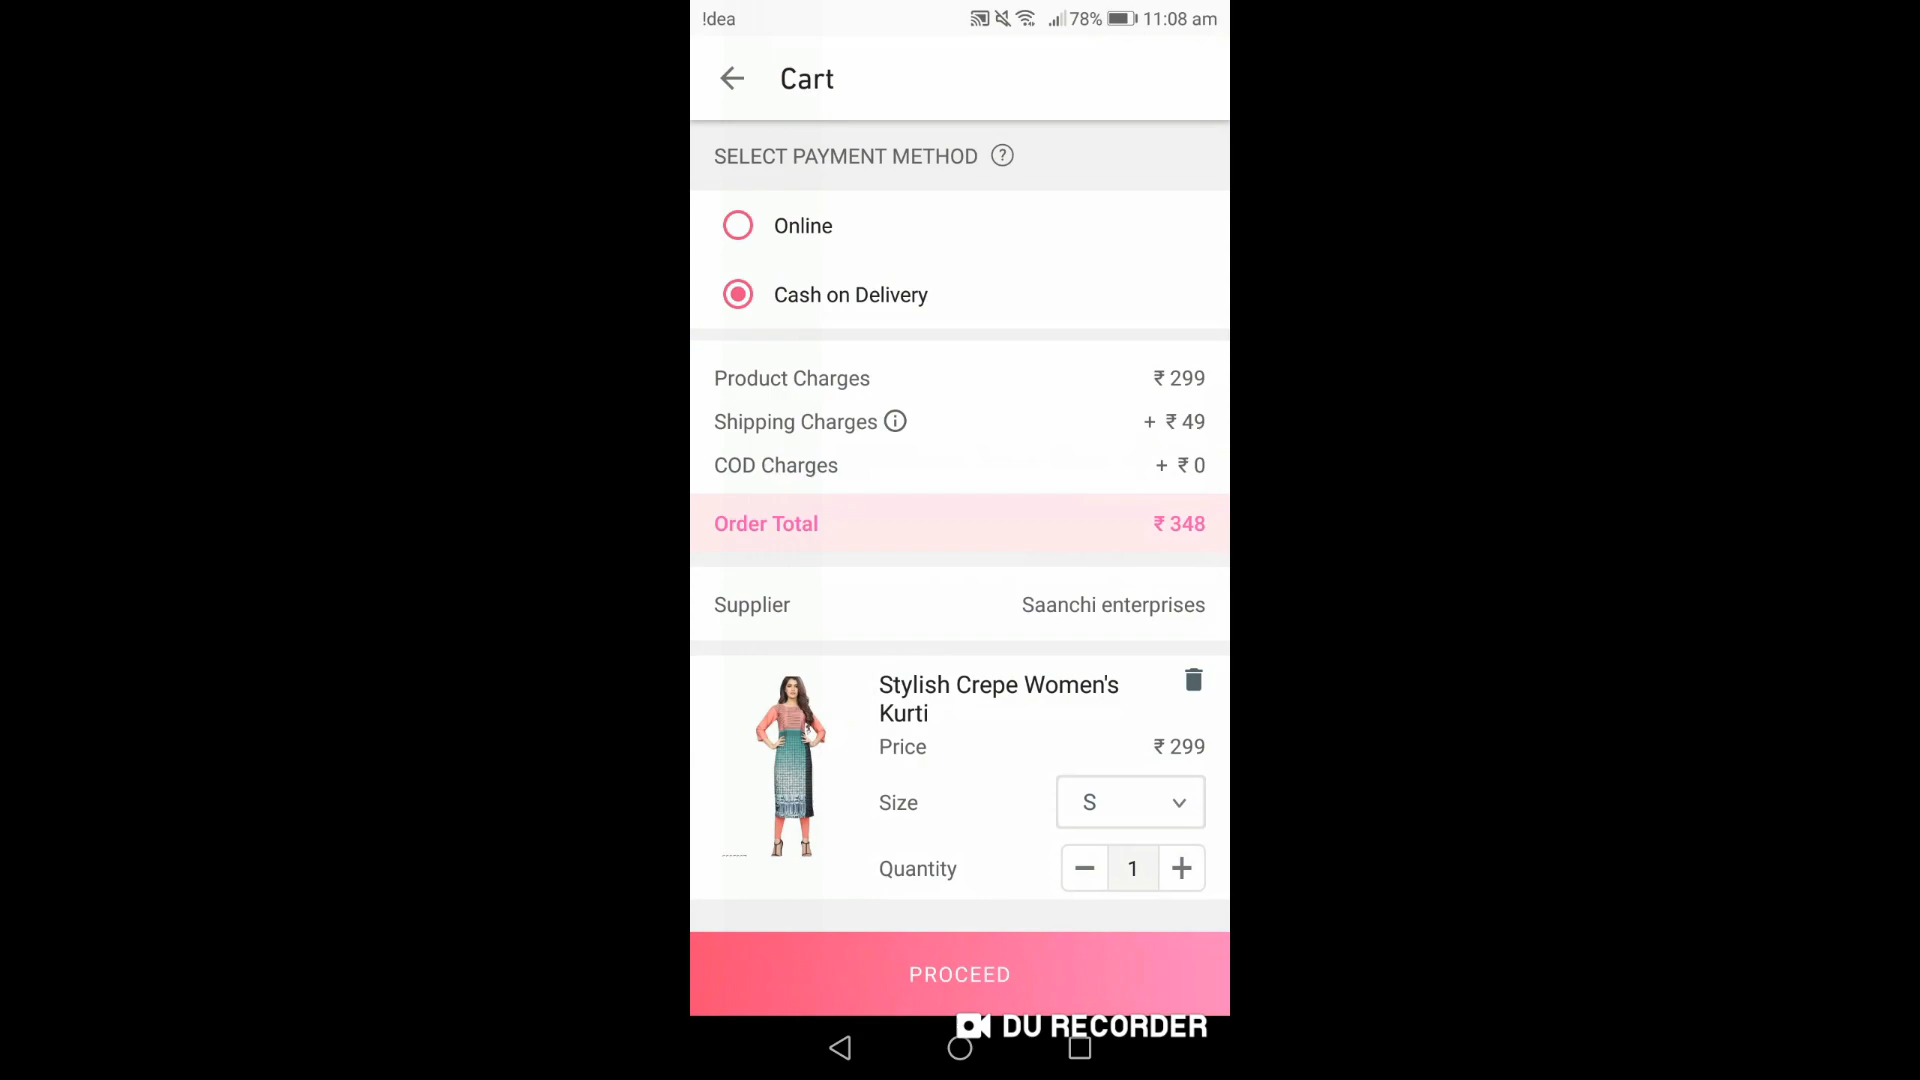 !dea 78% 11:08 am
Cart
SELECT PAYMENT METHOD ?
Online
Cash on Delivery
Product Charges ₹ 299
Shipping Charges + ₹ 49
COD Charges + ₹ 0
Order Total ₹ 348
Supplier Saanchi enterprises
Stylish Crepe Women's
Kurti
Price ₹ 299
Size S
Quantity 1
PROCEED
DU RECORDER